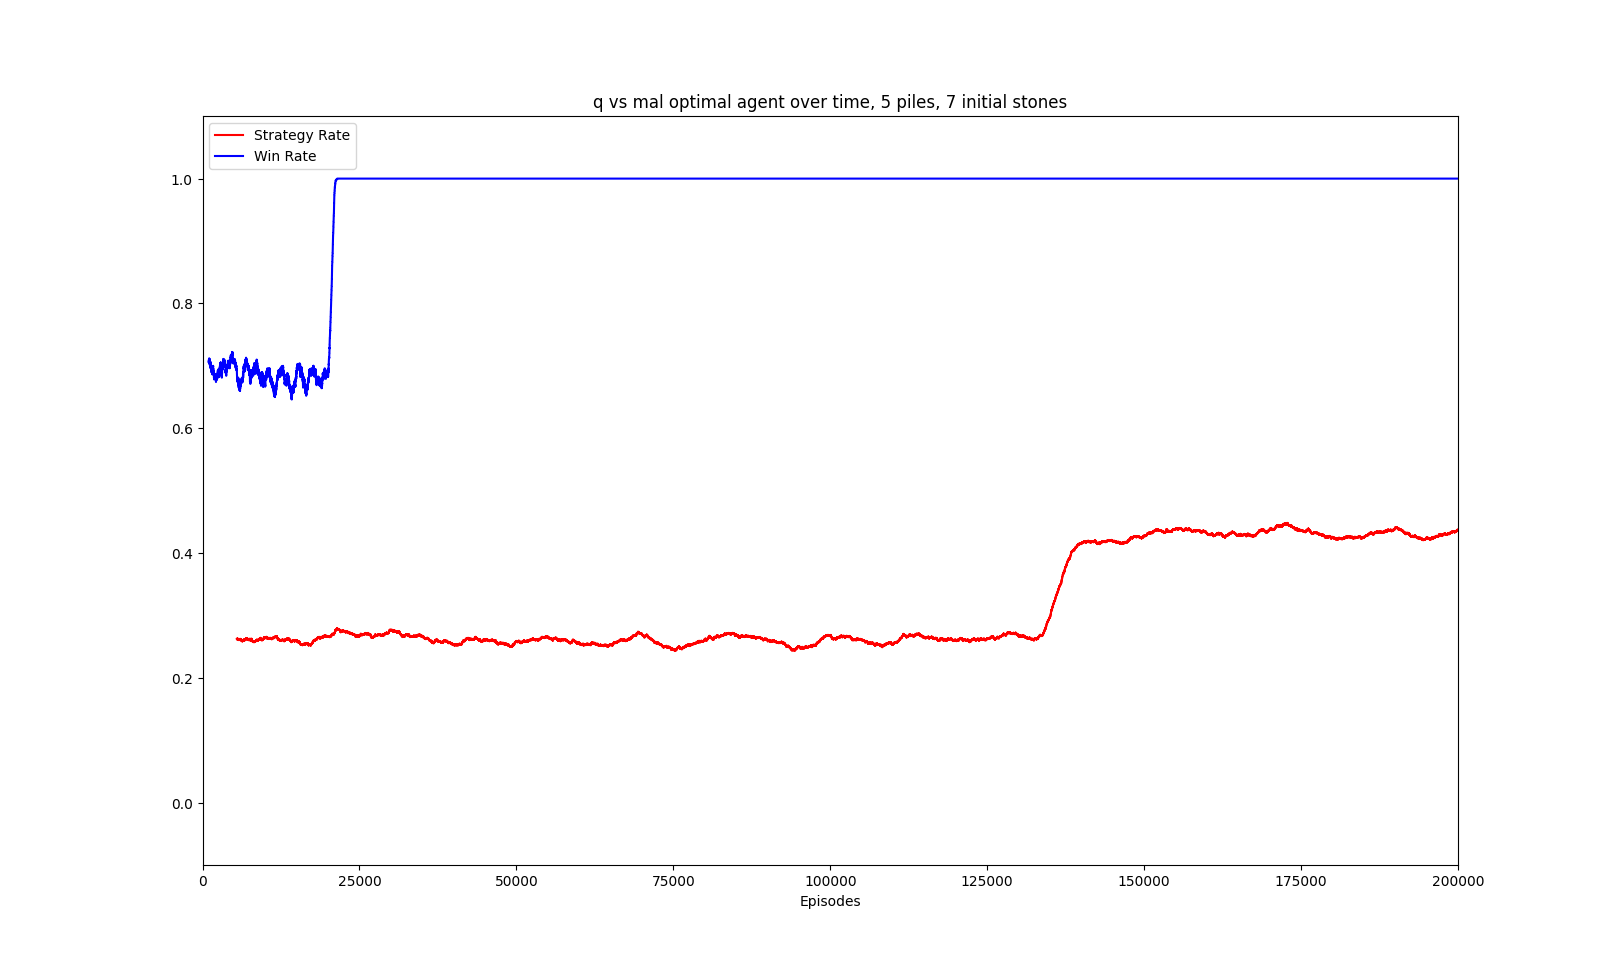 q vs mal optimal agent over time, 5 piles, 7 initial stones
Strategy Rate
Win Rate
1.0
0.8
0.6
0.4
0.2
0.0
0 25000 50000 75000 100000 125000 150000 175000 200000
Episodes